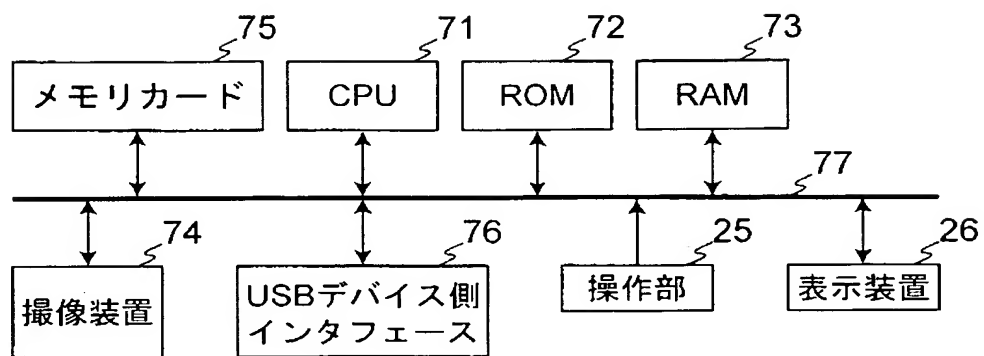 75
71
72
73
メモリカード
CPU
ROM
RAM
77
74
76
25
26
撮像装置
USBデバイス側
インタフェース
操作部
表示装置